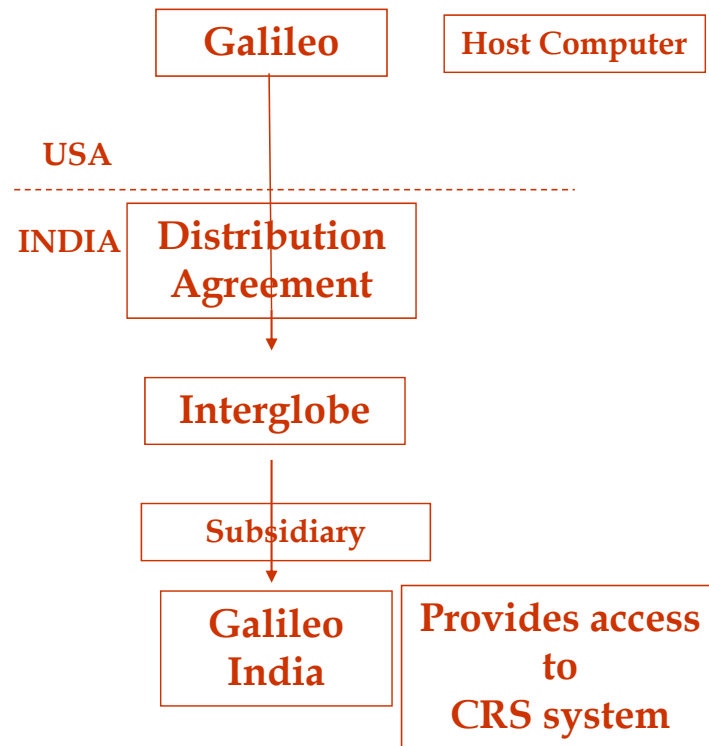 Galileo
Host Computer
USA
INDIA
Distribution
Agreement
Interglobe
Subsidiary
Galileo
India
Provides access
to
CRS system